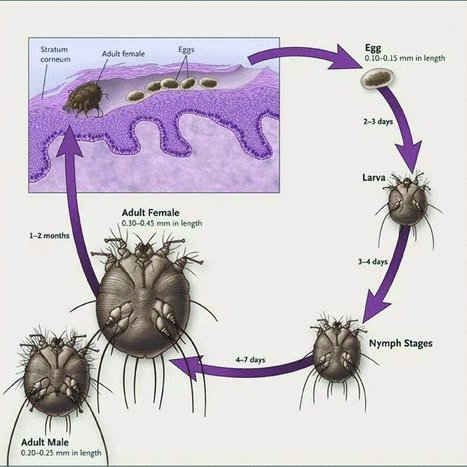 Stratum
corneum
Adult female
Eggs
Egg
0.10–0.15 mm in length
2–3 days
Larva
3–4 days
Nymph Stages
4–7 days
Adult Female
0.30–0.45 mm in length
1–2 months
Adult Male
0.20–0.25 mm in length